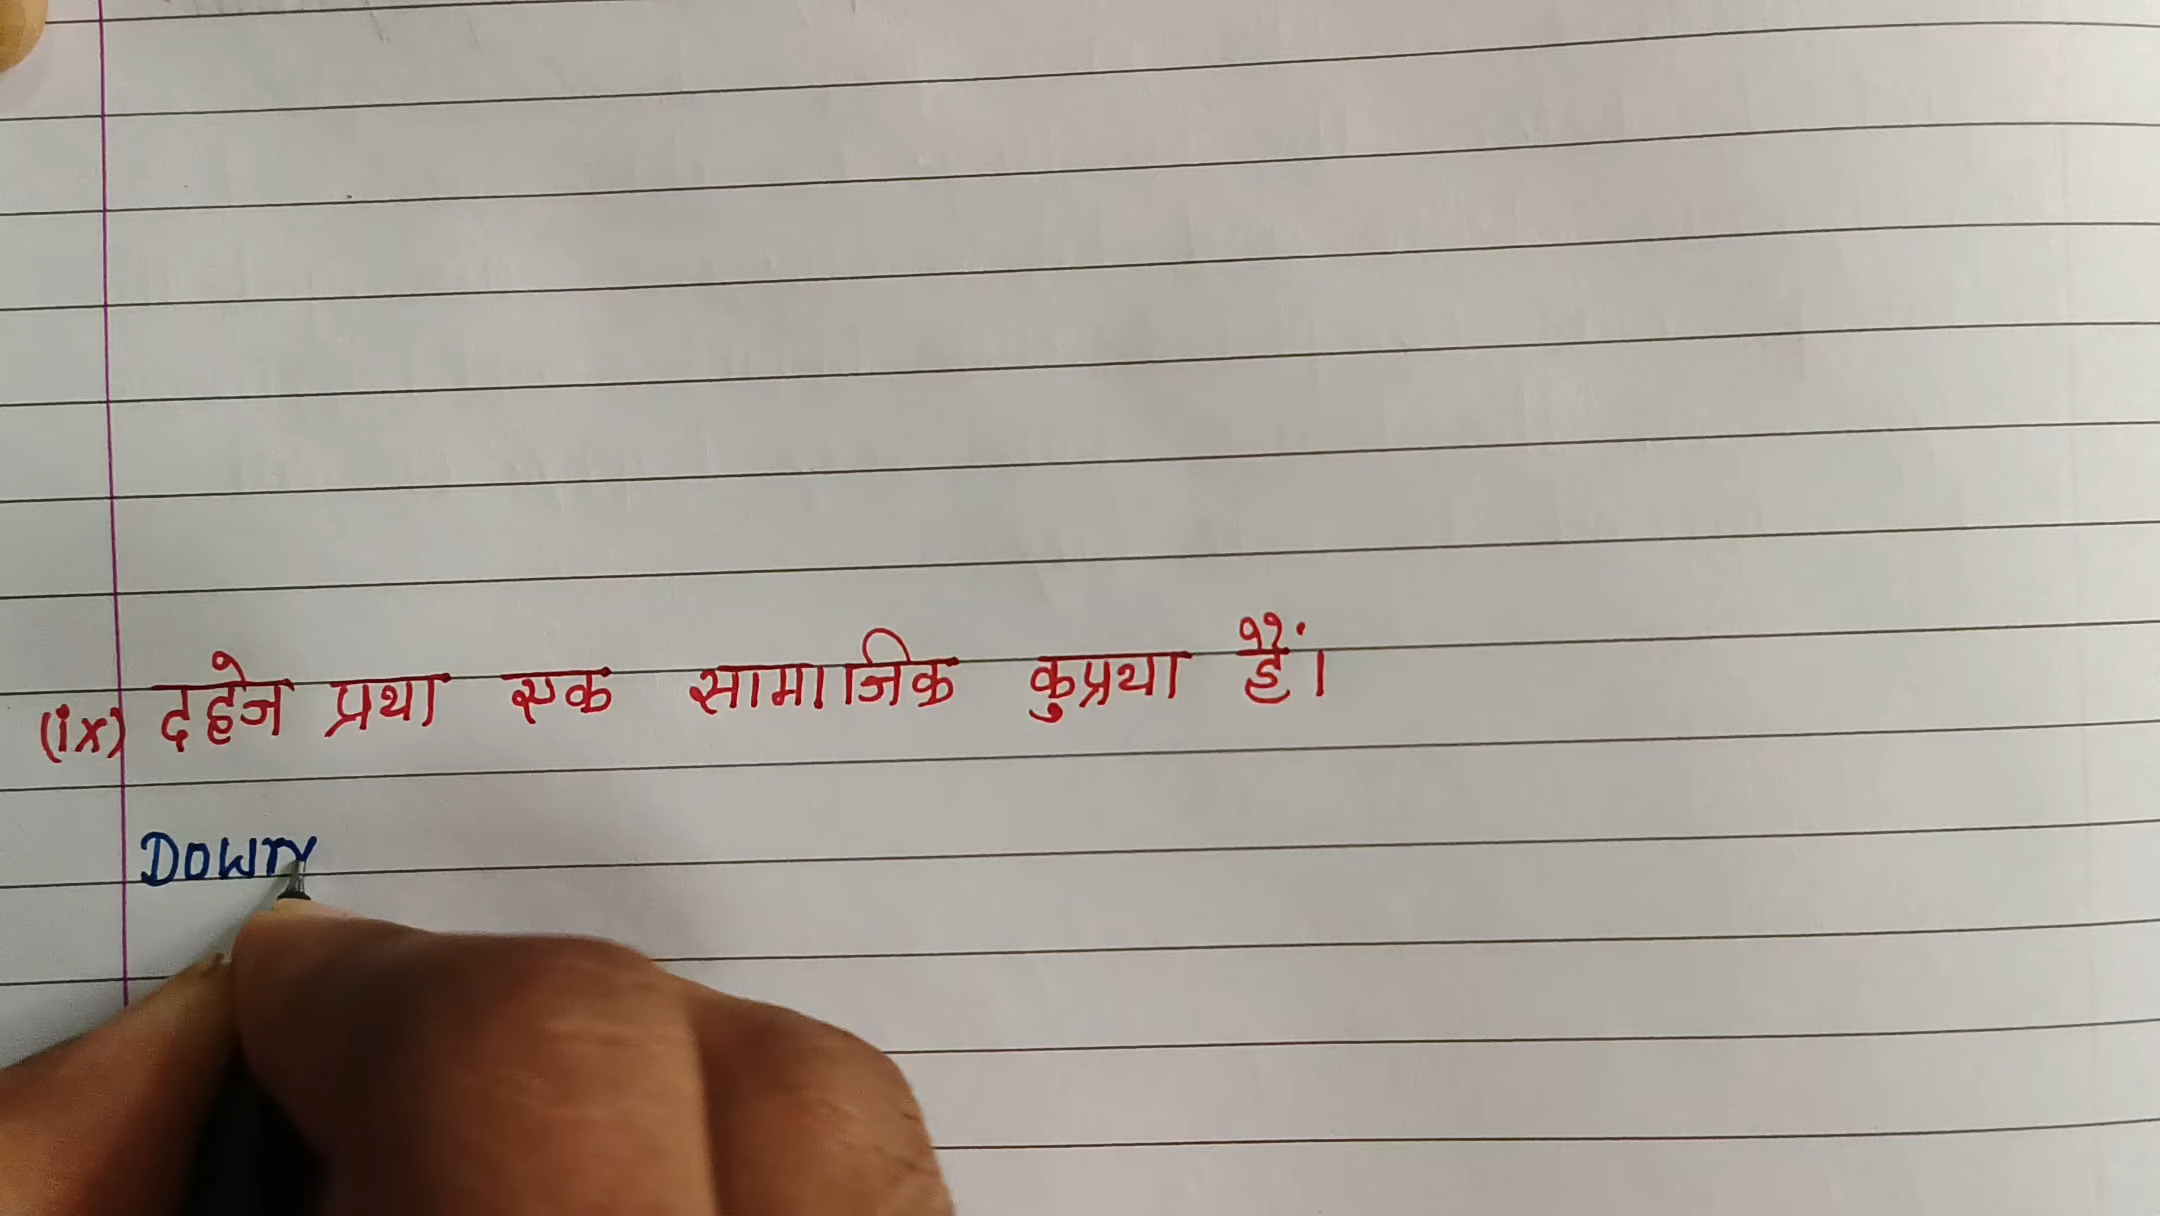 (ix) दहेज प्रथा एक सामाजिक कुप्रथा हैं।
Dowry